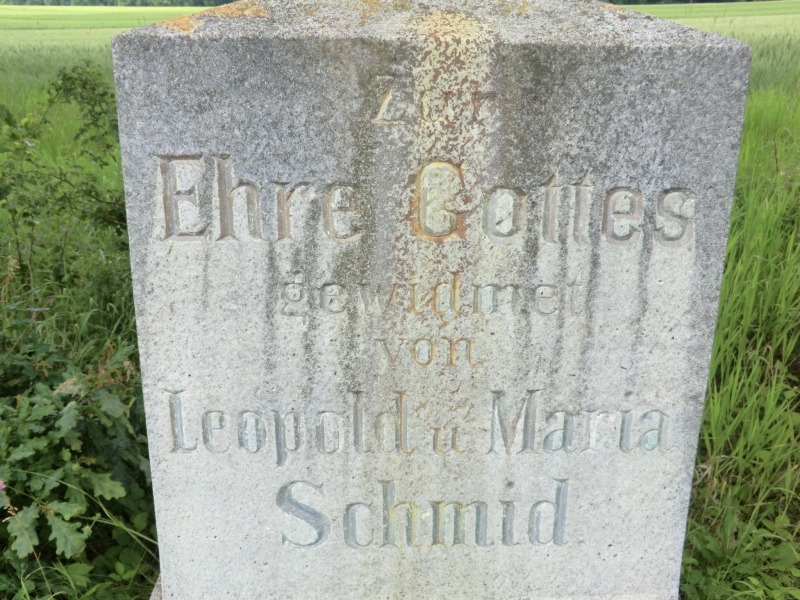 Zur
Ehre Gottes
gewidmet
von
Leopold u Maria
Schmid